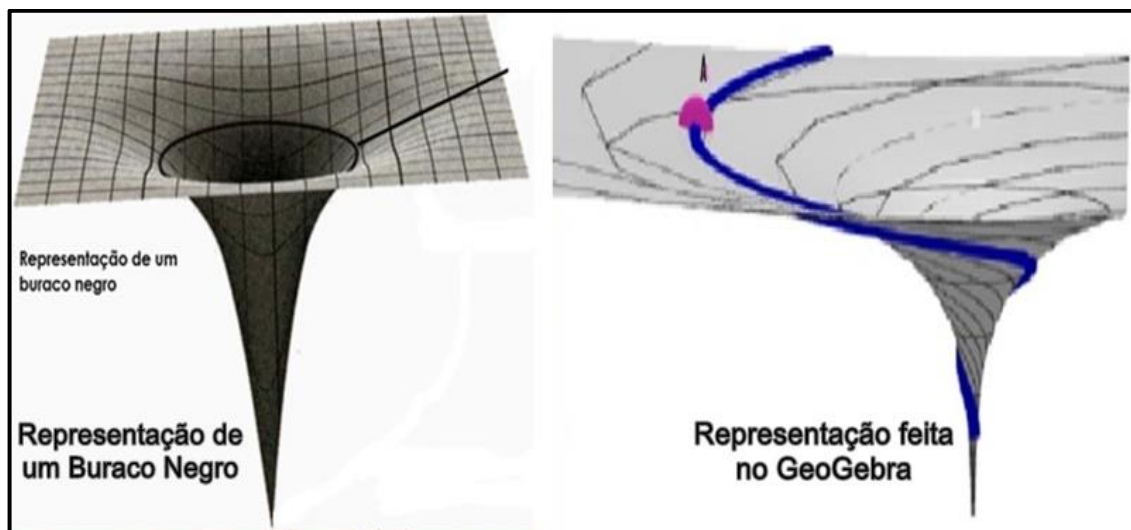 Representação de um
buraco negro
Representação de
um Buraco Negro
A
Representação feita
no GeoGebra